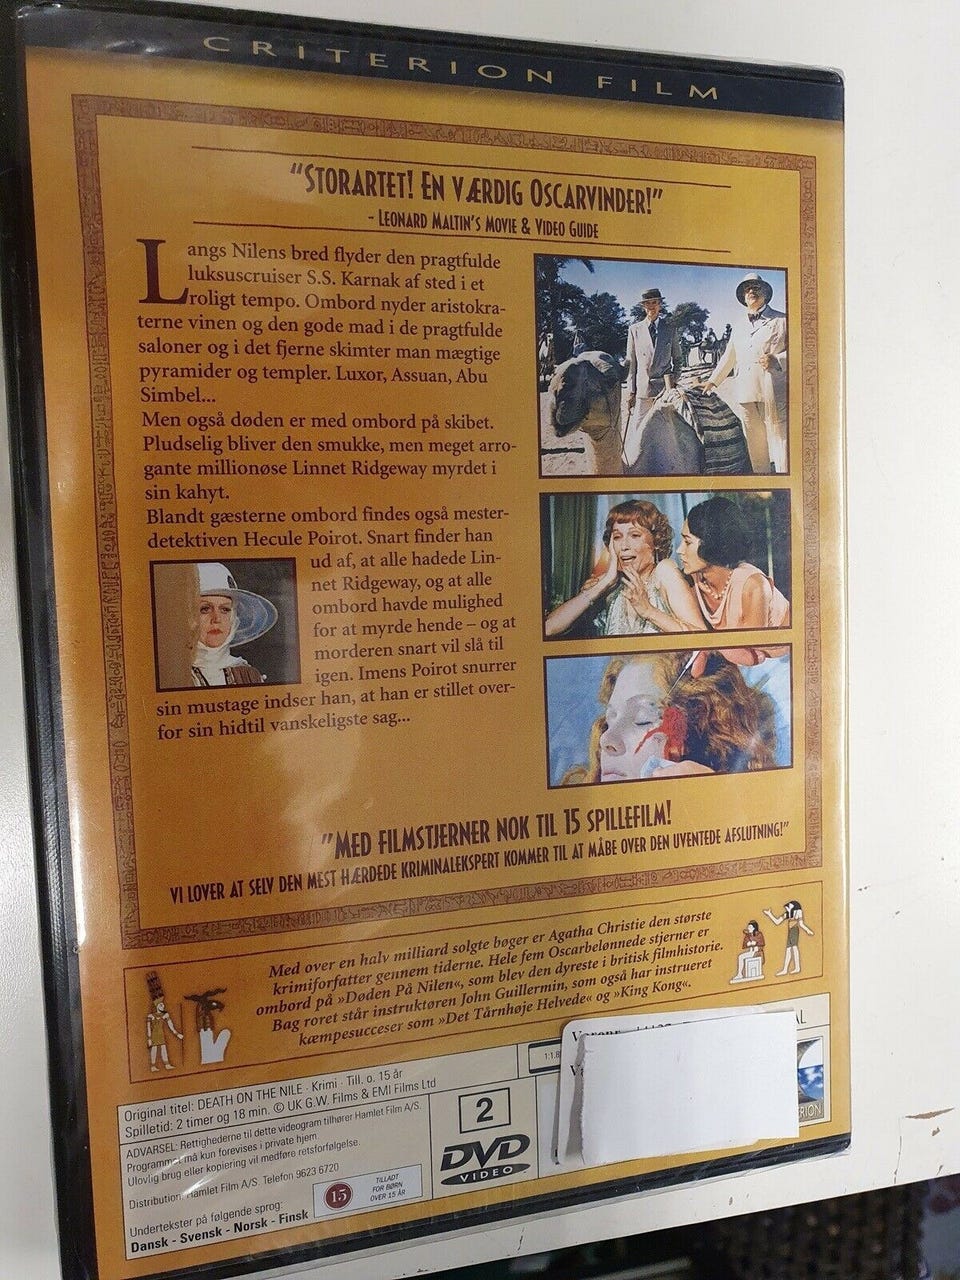 CRITERION FILM
"STORARTET! EN VÆRDIG OSCARVINDER!"
- LEONARD MALTIN'S MOVIE & VIDEO GUIDE
Langs Nilens bred flyder den pragtfulde
luksuscruiser S.S. Karnak af sted i et
roligt tempo. Ombord nyder aristokra-
terne vinen og den gode mad i de pragtfulde
saloner og i det fjerne skimter man mægtige
pyramider og templer. Luxor, Assuan, Abu
Simbel...
Men også døden er med ombord på skibet.
Pludselig bliver den smukke, men meget arro-
gante millionøse Linnet Ridgeway myrdet i
sin kahyt.
Blandt gæsterne ombord findes også mester-
detektiven Hecule Poirot. Snart finder han
ud af, at alle hadede Lin-
net Ridgeway, og at alle
ombord havde mulighed
for at myrde hende – og at
morderen snart vil slå til
igen. Imens Poirot snurrer
sin mustage indser han, at han er stillet over-
for sin hidtil vanskeligste sag...
"MED FILMSTJERNER NOK TIL 15 SPILLEFILM!
VI LOVER AT SELV DEN MEST HÆRDEDE KRIMINALEKSPERT KOMMER TIL AT MÅBE OVER DEN UVENTEDE AFSLUTNING!"
Med over en halv milliard solgte bøger er Agatha Christie den største
krimiforfatter gennem tiderne. Hele fem Oscarbelønnede stjerner er
ombord på »Døden På Nilen«, som blev den dyreste i britisk filmhistorie.
Bag roret står instruktøren John Guillermin, som også har instrueret
kæmpesucceser som »Det Tårnhøje Helvede« og »King Kong«.
Original titel: DEATH ON THE NILE · Krimi · Till. o. 15 år
Spilletid: 2 timer og 18 min. © UK G.W. Films & EMI Films Ltd
ADVARSEL: Rettighederne til dette videogram tilhører Hamlet Film A/S.
Programmet må kun forevises i private hjem.
Ulovlig brug eller kopiering vil medføre retsforfølgelse.
Distribution: Hamlet Film A/S. Telefon 9623 6720
15
TILLADT
FOR BØRN
OVER 15 ÅR
Undertekster på følgende sprog:
Dansk - Svensk - Norsk - Finsk
2
DVD
VIDEO